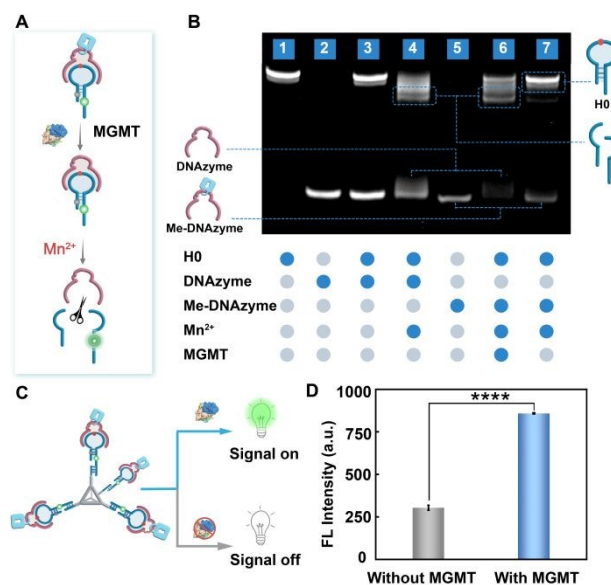 A
MGMT
Mn²⁺
B
1 2 3 4 5 6 7
H0
DNAzyme
Me-DNAzyme
H0
DNAzyme
Me-DNAzyme
Mn²⁺
MGMT
C
Signal on
Signal off
D
FL Intensity (a.u.)
1000
750
500
250
0
****
Without MGMT With MGMT